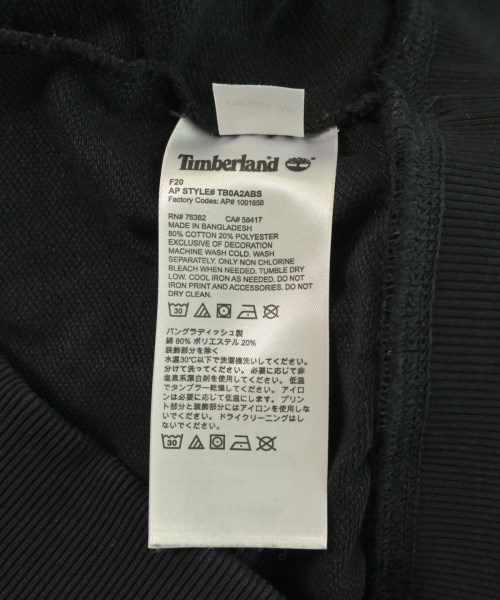 Timberland
F20
AP STYLE# TB0A2ABS
Factory Codes: AP# 1001658
RN# 76382 CA# 58417
MADE IN BANGLADESH
80% COTTON 20% POLYESTER
EXCLUSIVE OF DECORATION
MACHINE WASH COLD. WASH
SEPARATELY. ONLY NON CHLORINE
BLEACH WHEN NEEDED. TUMBLE DRY
LOW. COOL IRON AS NEEDED. DO NOT
IRON PRINT AND ACCESSORIES. DO NOT
DRY CLEAN.
30
バングラディッシュ製
綿 80% ポリエステル 20%
装飾部分を除く
水温30℃以下で洗濯機洗いしてください。
分けて洗ってください。必要に応じて非
塩素系漂白剤を使用してください。低温
でタンブラー乾燥してください。アイロ
ンは必要に応じて低温にします。プリン
ト部分と装飾部分にはアイロンを使用しな
いでください。ドライクリーニングはし
ないでください。
30